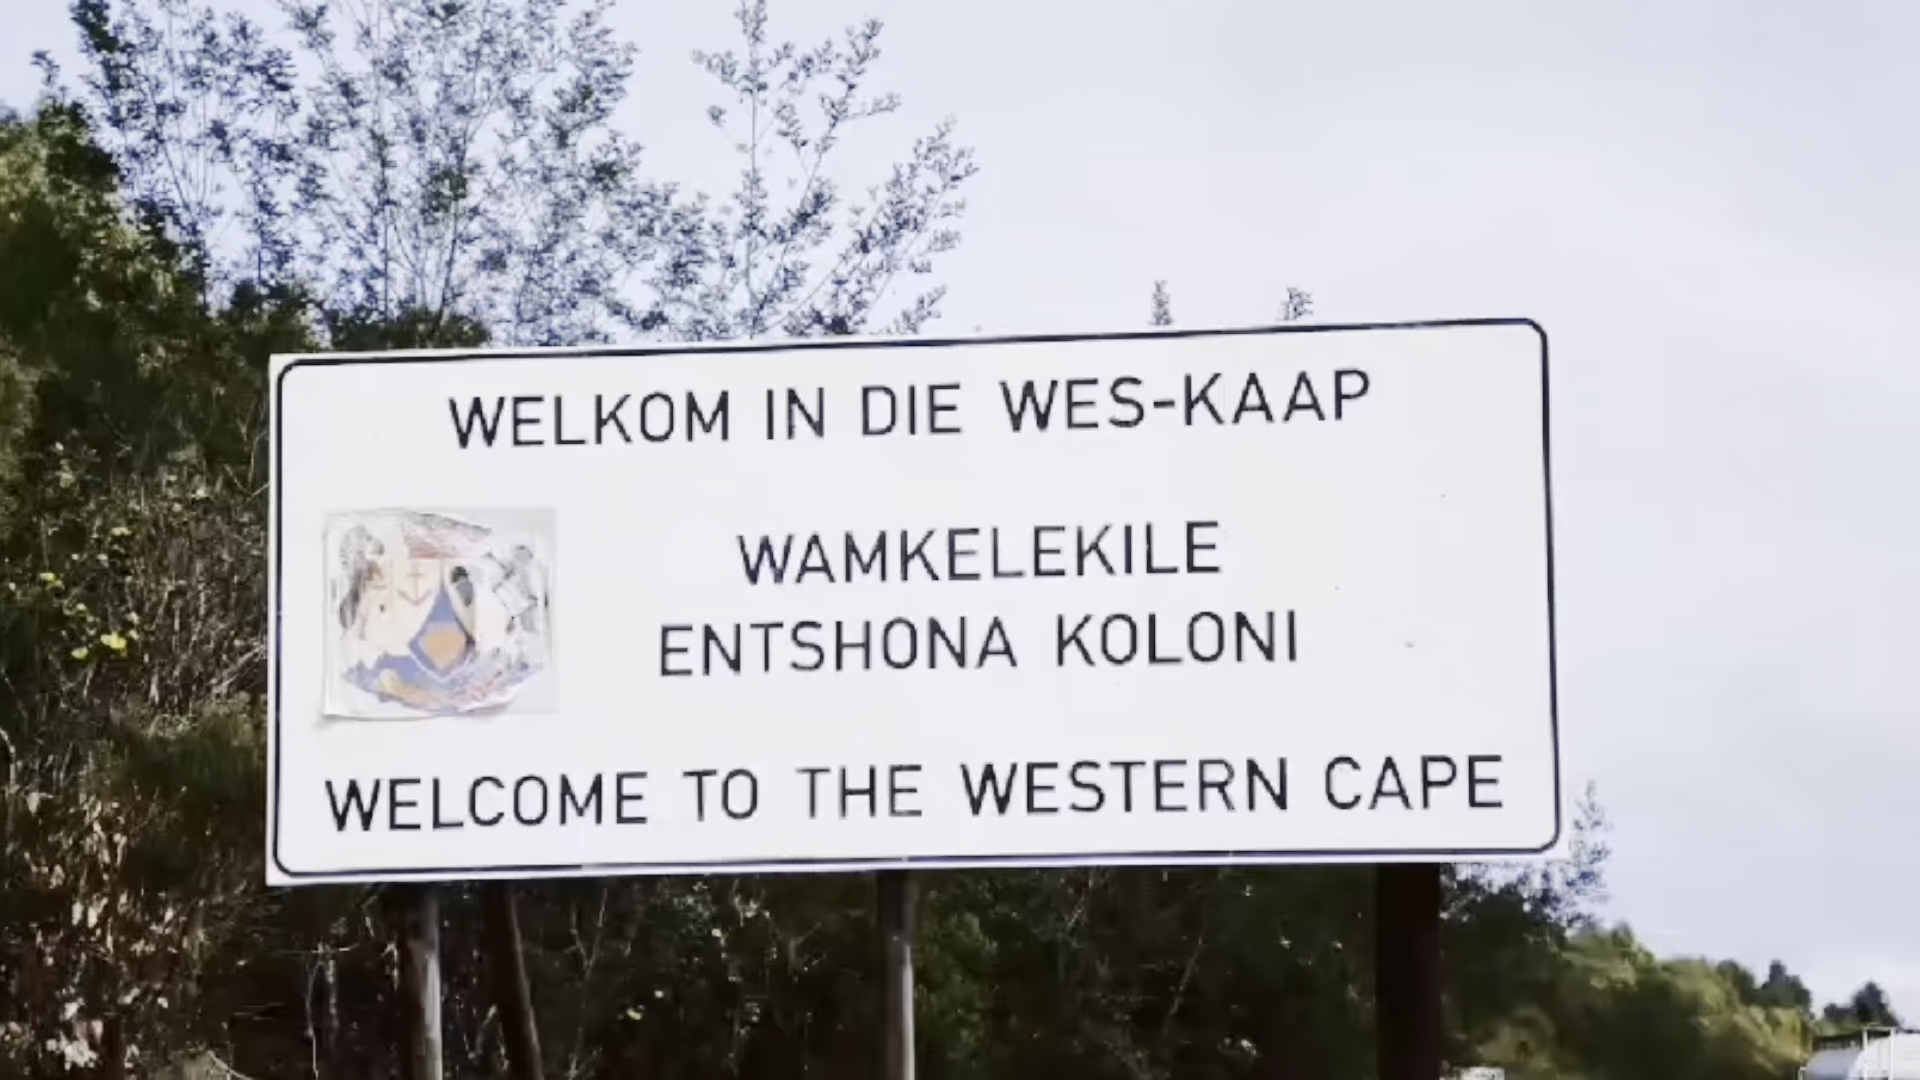 WELKOM IN DIE WES-KAAP
WAMKELEKILE
ENTSHONA KOLONI
WELCOME TO THE WESTERN CAPE